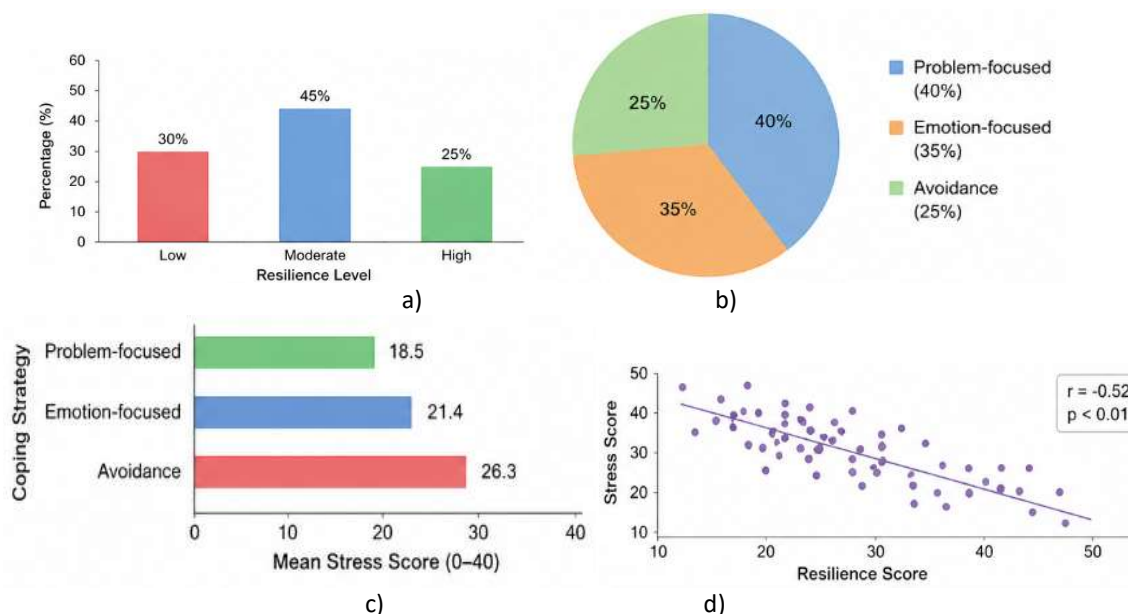 60
50
40
30
20
10
0
Percentage (%)
30%
45%
25%
Low Moderate High
Resilience Level
a)
25%
40%
35%
Problem-focused
(40%)
Emotion-focused
(35%)
Avoidance
(25%)
b)
Coping Strategy
Problem-focused 18.5
Emotion-focused 21.4
Avoidance 26.3
0 10 20 30 40
Mean Stress Score (0–40)
c)
Stress Score
50
40
30
20
10
r = -0.52
p < 0.01
10 20 30 40 50
Resilience Score
d)